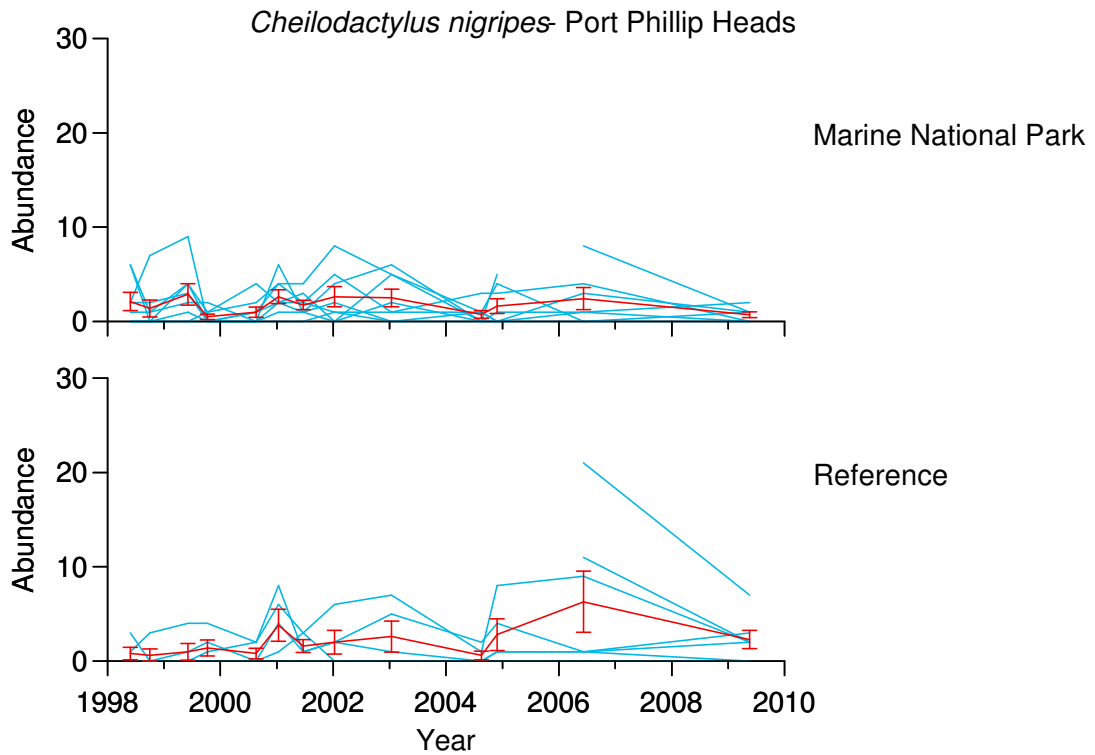 Cheilodactylus nigripes- Port Phillip Heads
30
20
10
0
Abundance
Marine National Park
30
20
10
0
Abundance
Reference
1998 2000 2002 2004 2006 2008 2010
Year